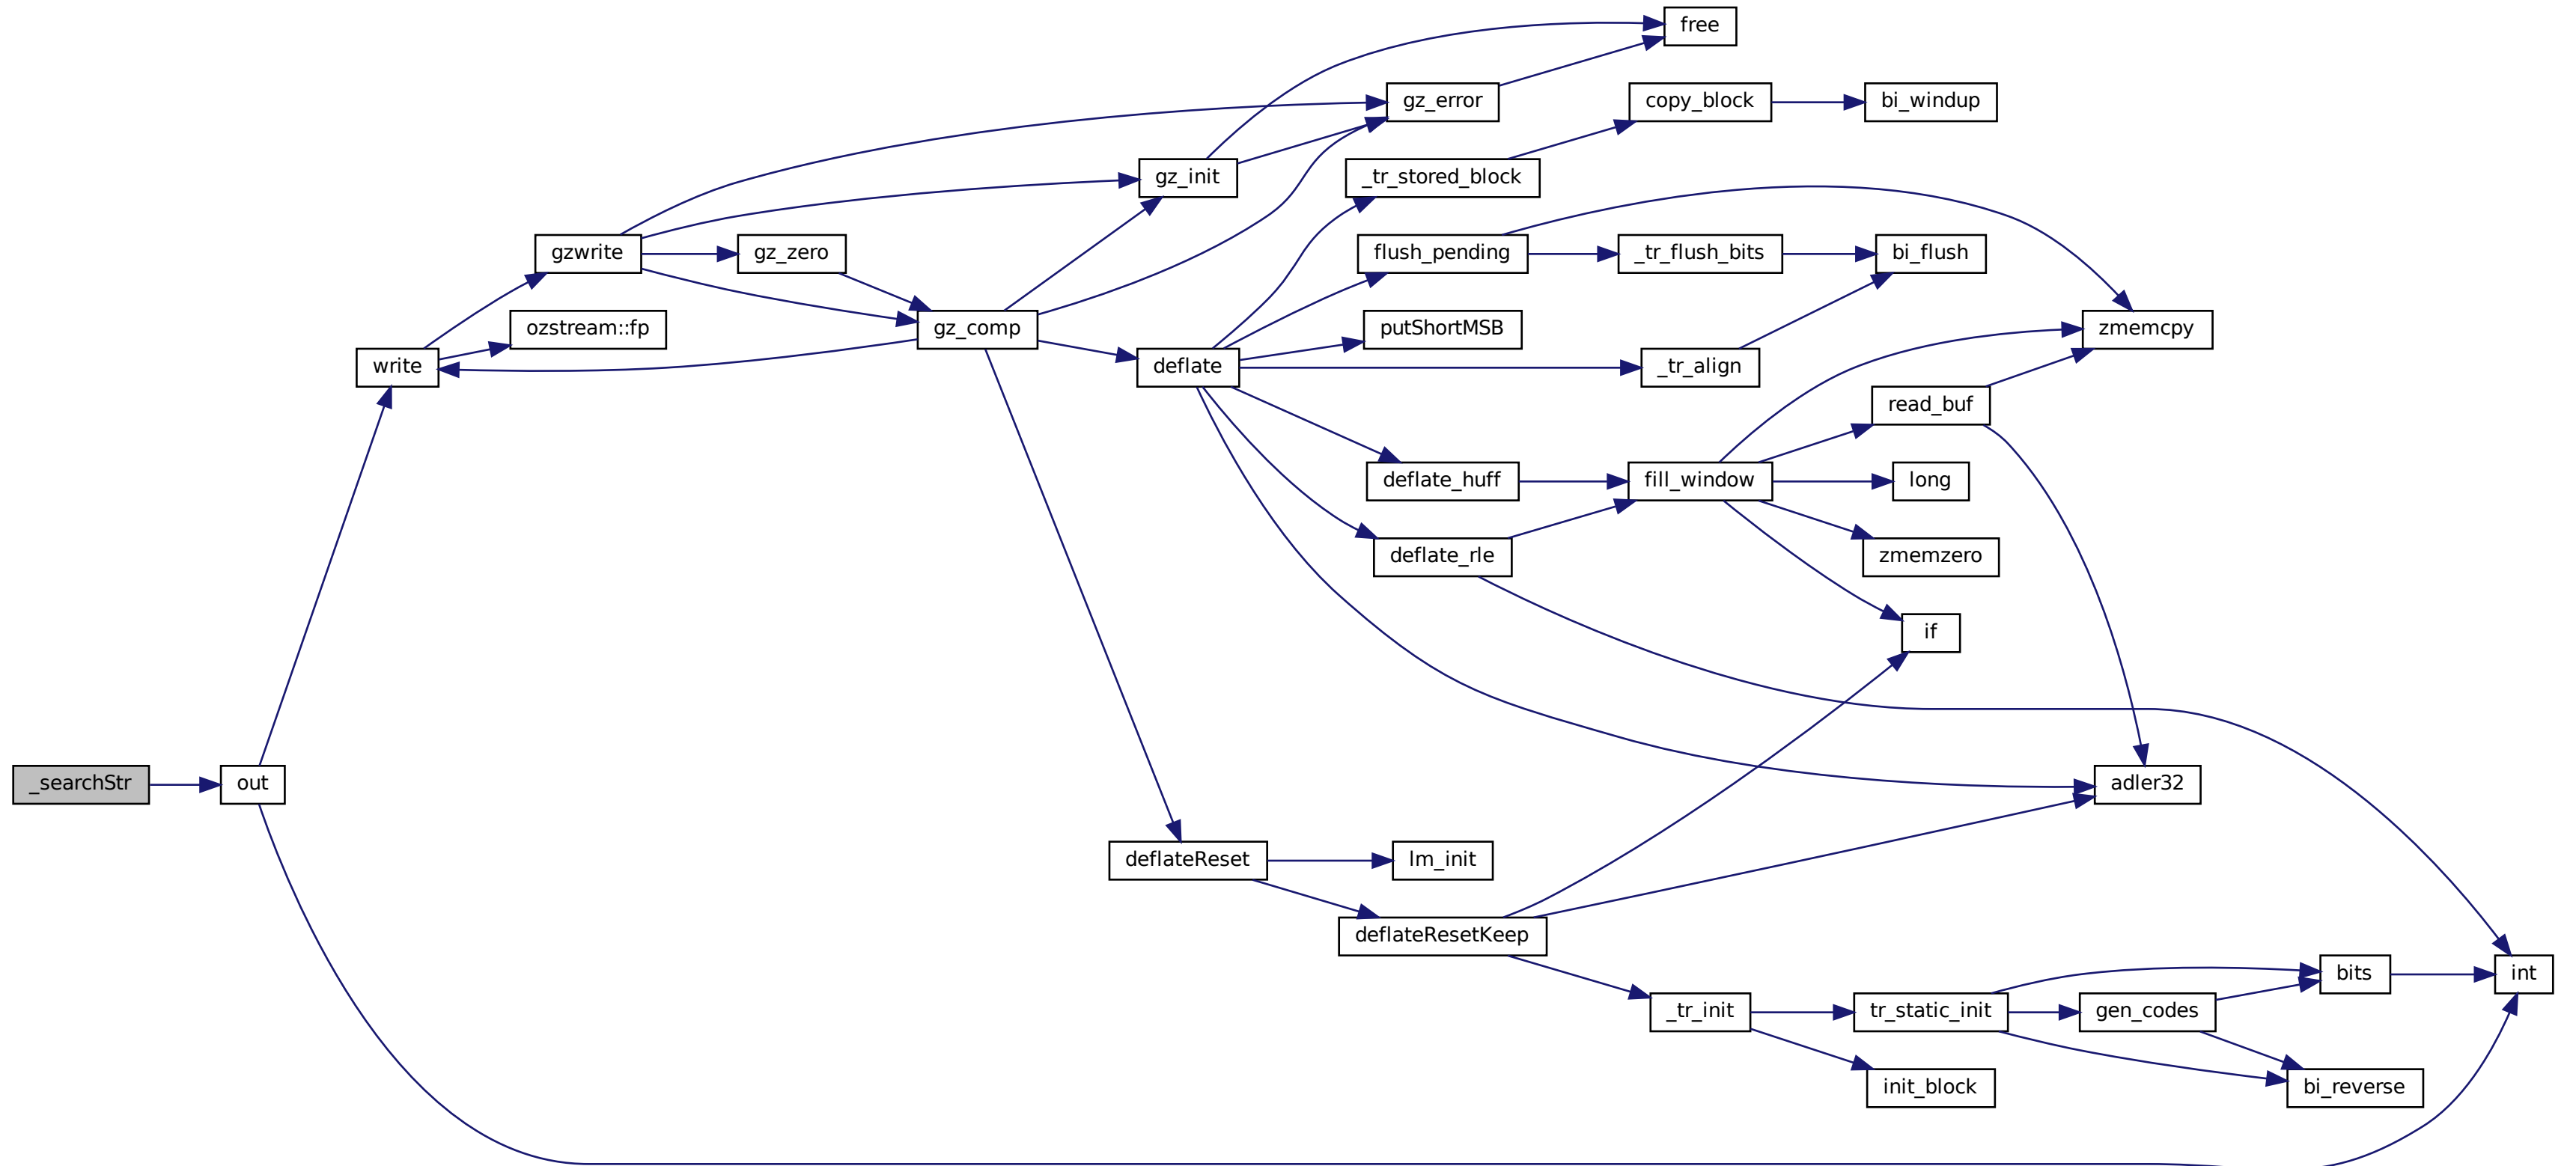 free
gz_error
copy_block
bi_windup
gz_init
_tr_stored_block
gzwrite
gz_zero
flush_pending
_tr_flush_bits
bi_flush
ozstream::fp
gz_comp
putShortMSB
zmemcpy
write
deflate
_tr_align
read_buf
deflate_huff
fill_window
long
deflate_rle
zmemzero
if
_searchStr
out
adler32
deflateReset
lm_init
deflateResetKeep
bits
int
_tr_init
tr_static_init
gen_codes
init_block
bi_reverse